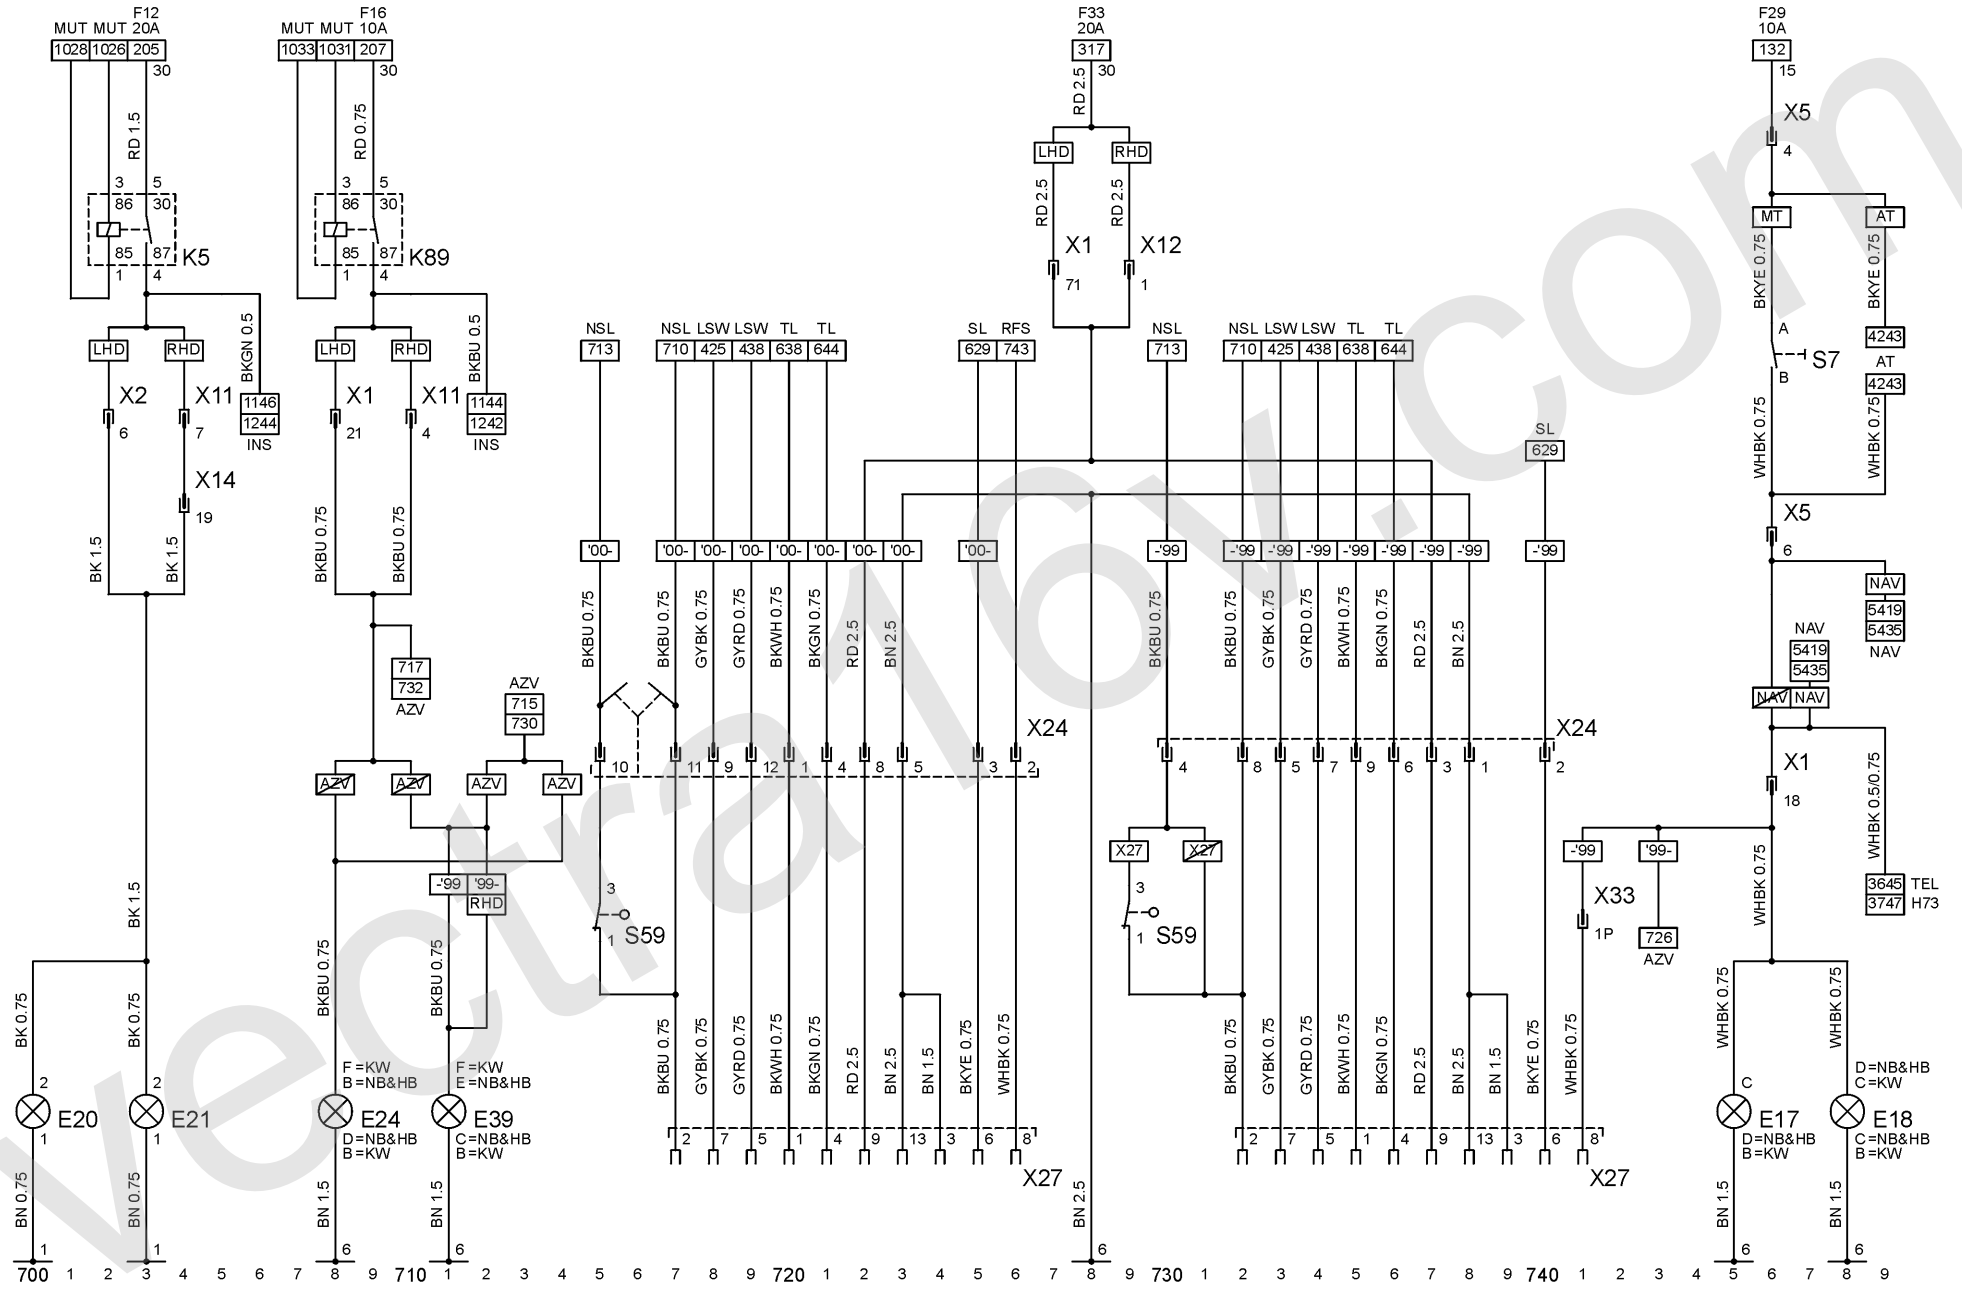 F12 F16 F33 F29
MUT MUT 20A MUT MUT 10A 20A 10A
1028 1026 205 1033 1031 207 317 132
30 30 30 15
RD 1.5 RD 0.75 RD 2.5
X5
4
LHD RHD
3 5 3 5
86 30 86 30
RD 2.5 RD 2.5
MT AT
85 87 K5 85 87 K89
1 4 1 4
X1 X12
71 1
BKYE 0.75 BKYE 0.75
BKGN 0.5 BKBU 0.5
NSL NSL LSW LSW TL TL SL RFS NSL NSL LSW LSW TL TL
713 710 425 438 638 644 629 743 713 710 425 438 638 644
LHD RHD LHD RHD
A
S7
B
4243
AT
4243
X2 X11 X1 X11
6 7 21 4
1146 1144
1244 1242
INS INS
SL
629
WHBK 0.75 WHBK 0.75
X14
19
X5
6
BK 1.5 BK 1.5 BKBU 0.75 BKBU 0.75
'00- '00- '00- '00- '00- '00- '00- '00- '00- -'99 -'99 -'99 -'99 -'99 -'99 -'99 -'99 -'99
NAV
5419
5435
NAV
BKBU 0.75 BKBU 0.75 GYBK 0.75 GYRD 0.75 BKWH 0.75 BKGN 0.75 RD 2.5 BN 2.5 BKBU 0.75 BKBU 0.75 GYBK 0.75 GYRD 0.75 BKWH 0.75 BKGN 0.75 RD 2.5 BN 2.5
717
732
AZV
NAV
5419
5435
NAV NAV
AZV
715
730
X24 X24
10 11 9 12 1 4 8 5 3 2 4 8 5 7 9 6 3 1 2
AZV AZV AZV AZV
X1
18
WHBK 0.5/0.75
X27 X27 -'99 '99-
-'99 '99-
RHD
3
S59
1
3
S59
1
X33
1P
726
AZV
WHBK 0.75
3645 TEL
3747 H73
BK 1.5 BKBU 0.75 BKBU 0.75
BK 0.75 BK 0.75
BKBU 0.75 GYBK 0.75 GYRD 0.75 BKWH 0.75 BKGN 0.75 RD 2.5 BN 2.5 BN 1.5 BKYE 0.75 WHBK 0.75 BKBU 0.75 GYBK 0.75 GYRD 0.75 BKWH 0.75 BKGN 0.75 RD 2.5 BN 2.5 BN 1.5 BKYE 0.75 WHBK 0.75 WHBK 0.75 WHBK 0.75
2 2
F=KW F=KW
B=NB&HB E=NB&HB
C
D=NB&HB
C=KW
E20 E21 E24 E39 E17 E18
1 1
D=NB&HB C=NB&HB D=NB&HB C=NB&HB
B=KW B=KW B=KW B=KW
2 7 5 1 4 9 13 3 6 8 2 7 5 1 4 9 13 3 6 8
X27 X27
BN 0.75 BN 0.75 BN 1.5 BN 1.5 BN 2.5 BN 1.5 BN 1.5
1 1 6 6 6 6 6
700 1 2 3 4 5 6 7 8 9 710 1 2 3 4 5 6 7 8 9 720 1 2 3 4 5 6 7 8 9 730 1 2 3 4 5 6 7 8 9 740 1 2 3 4 5 6 7 8 9
vectra16v.com